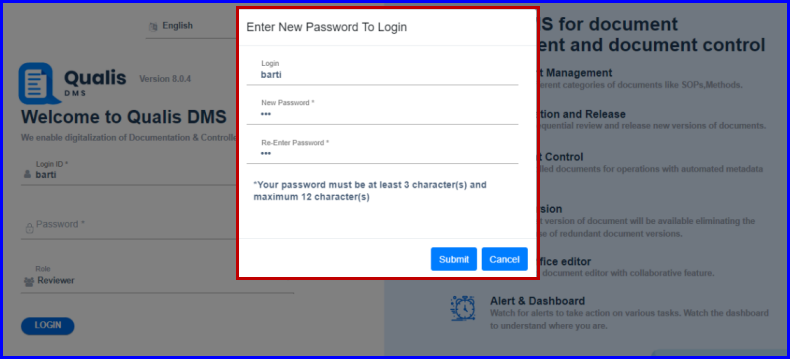 English
Qualis
DMS
Version 8.0.4
Welcome to Qualis DMS
We enable digitalization of Documentation & Controlle
Login ID *
barti
Password *
Role
Reviewer
LOGIN
Enter New Password To Login
Login
barti
New Password *
•••
Re-Enter Password *
•••
*Your password must be at least 3 character(s) and
maximum 12 character(s)
Submit
Cancel
S for document
ent and document control
t Management
erent categories of documents like SOPs,Methods.
tion and Release
quential review and release new versions of documents.
t Control
lled documents for operations with automated metadata
sion
t version of document will be available eliminating the
se of redundant document versions.
fice editor
document editor with collaborative feature.
Alert & Dashboard
Watch for alerts to take action on various tasks. Watch the dashboard
to understand where you are.